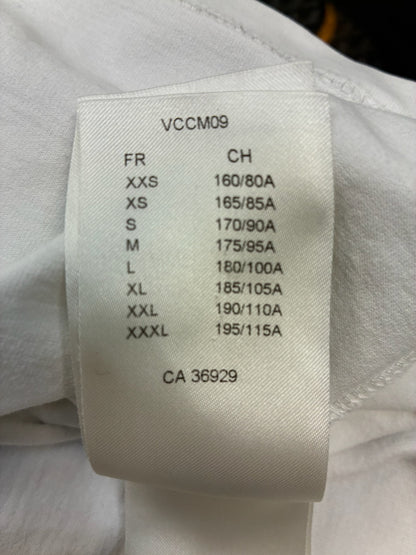 VCCM09
FR CH
XXS 160/80A
XS 165/85A
S 170/90A
M 175/95A
L 180/100A
XL 185/105A
XXL 190/110A
XXXL 195/115A
CA 36929